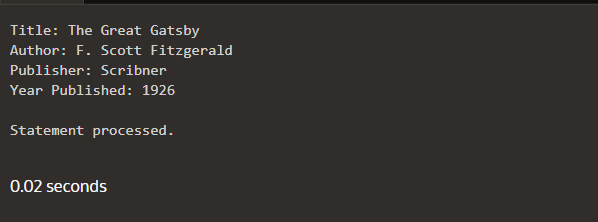 Title: The Great Gatsby
Author: F. Scott Fitzgerald
Publisher: Scribner
Year Published: 1926
Statement processed.
0.02 seconds